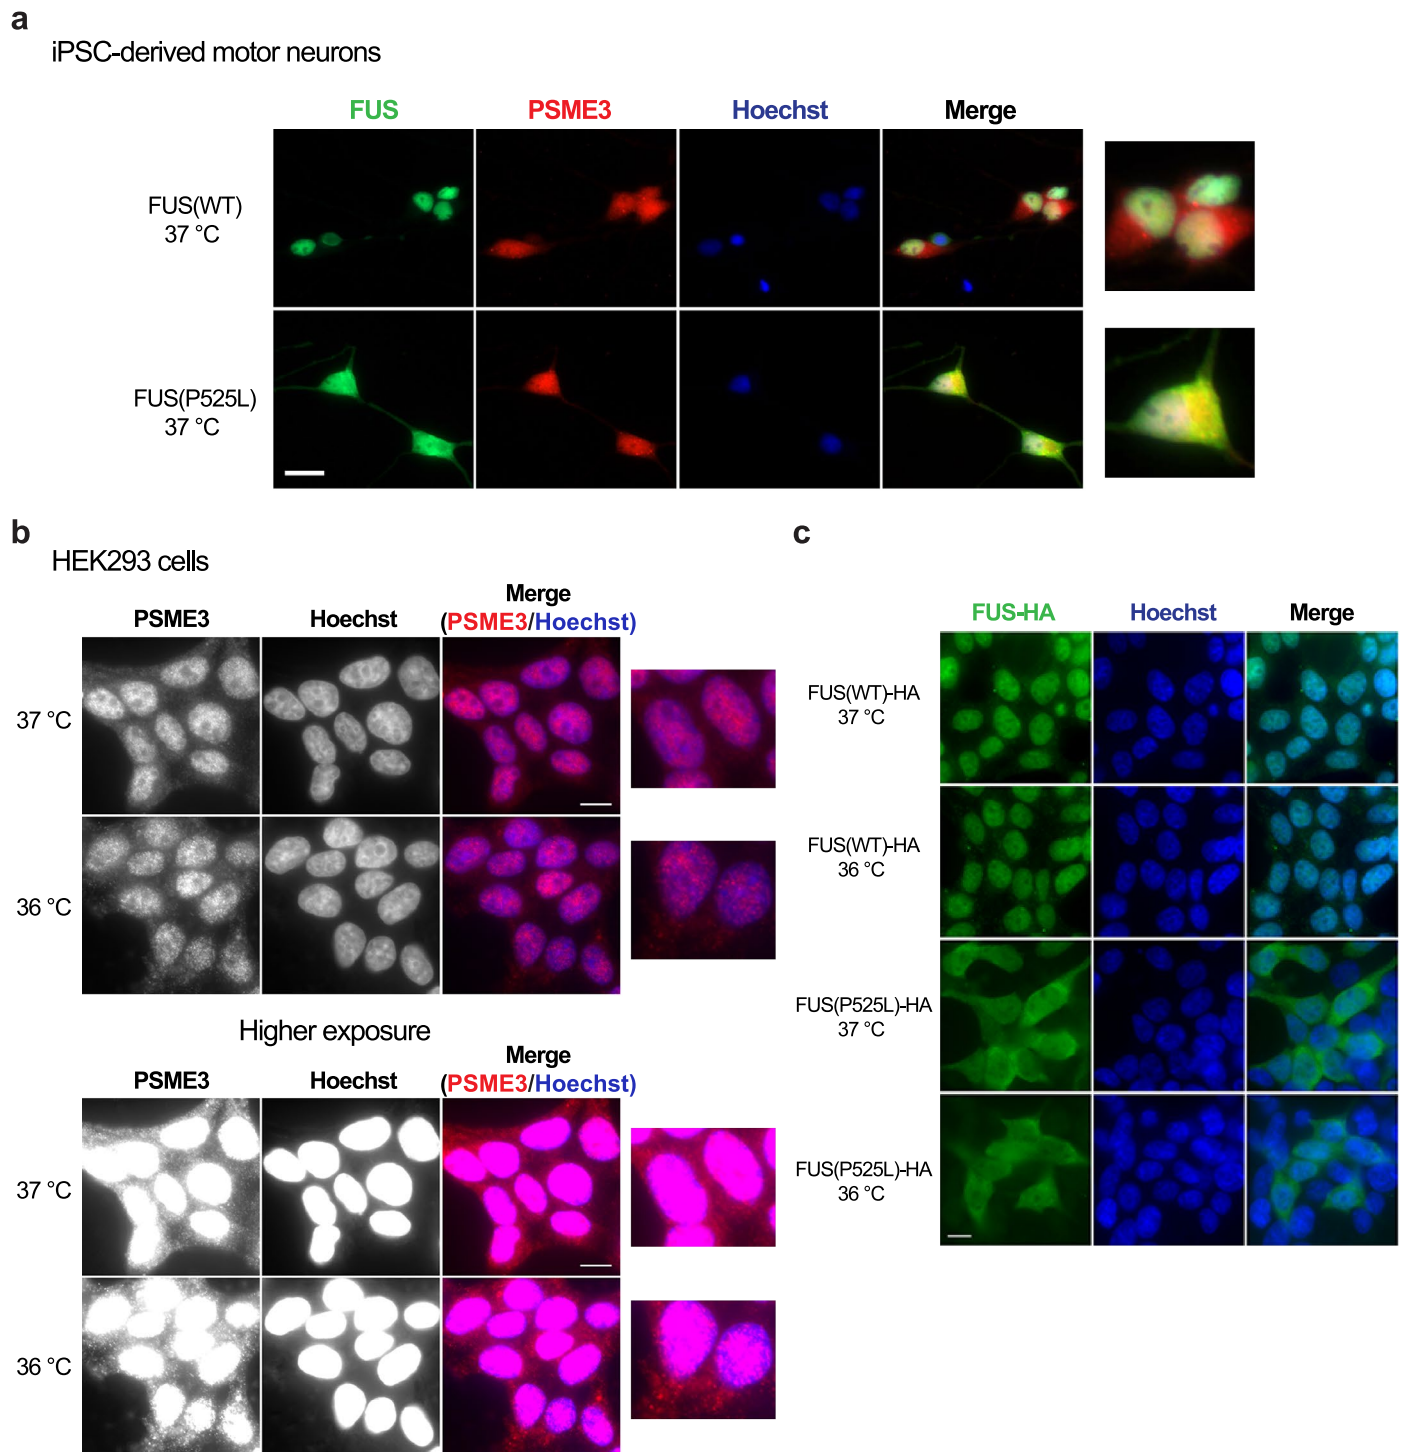 a
iPSC-derived motor neurons
FUS PSME3 Hoechst Merge
FUS(WT)
37 °C
FUS(P525L)
37 °C
b
HEK293 cells
PSME3 Hoechst Merge
(PSME3/Hoechst)
37 °C
36 °C
Higher exposure
PSME3 Hoechst Merge
(PSME3/Hoechst)
37 °C
36 °C
c
FUS-HA Hoechst Merge
FUS(WT)-HA
37 °C
FUS(WT)-HA
36 °C
FUS(P525L)-HA
37 °C
FUS(P525L)-HA
36 °C